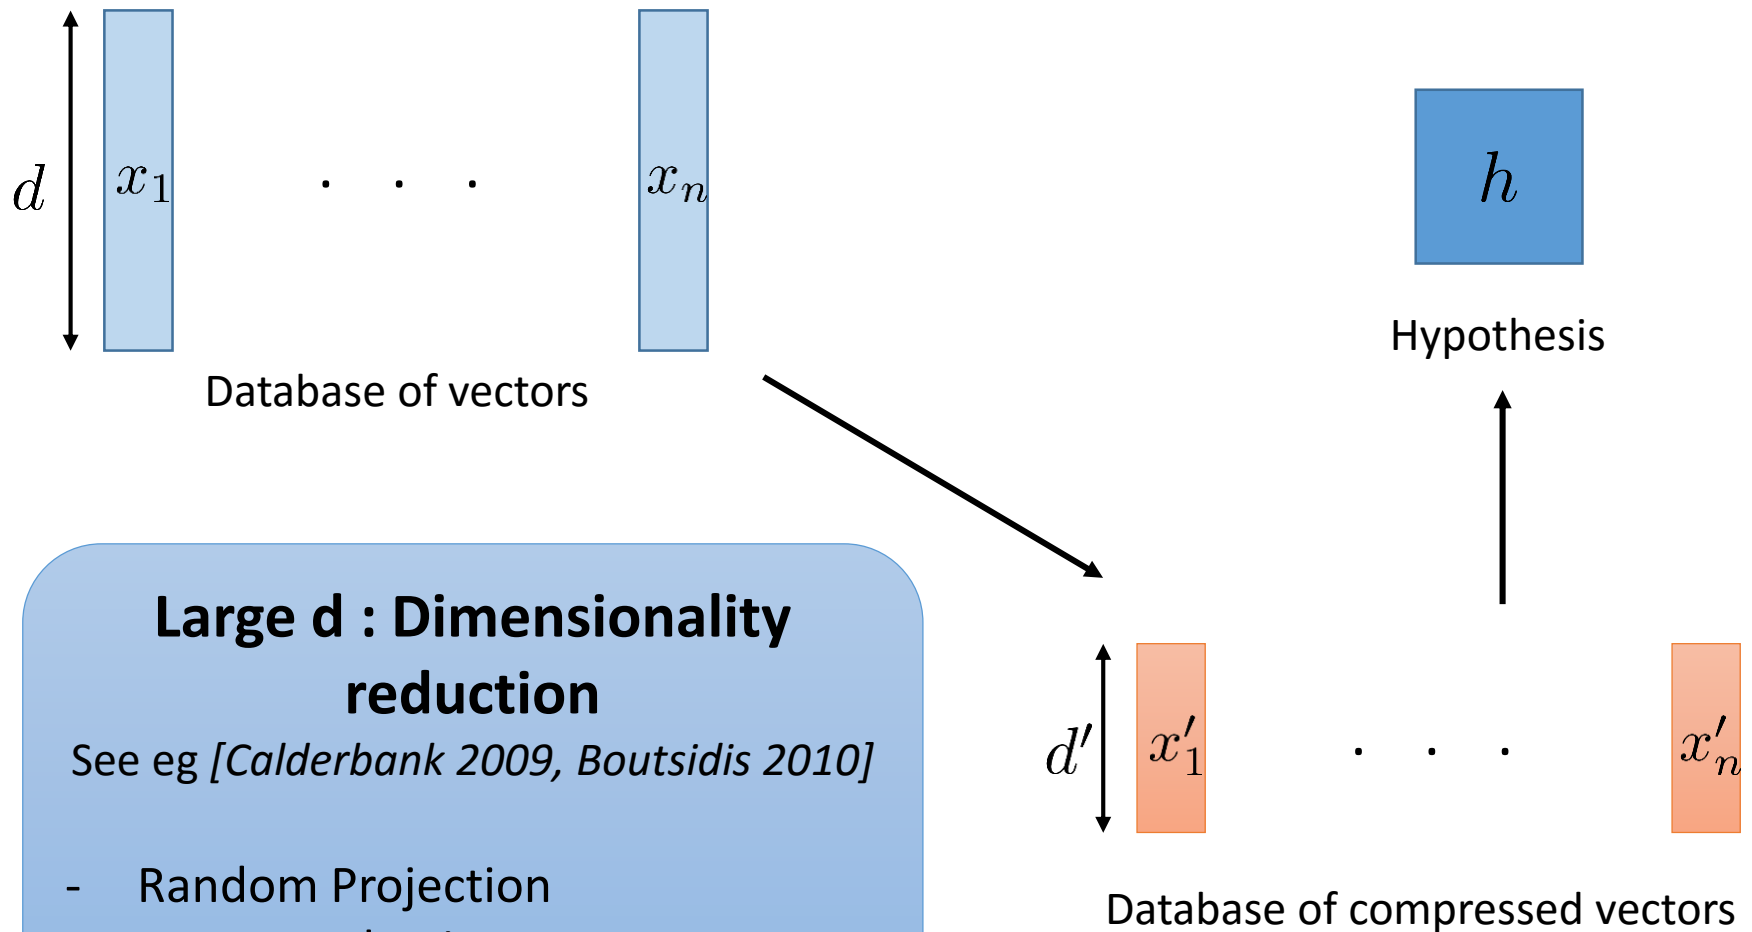 d
x₁ . . . xₙ
Database of vectors
h
Hypothesis
Large d : Dimensionality
reduction
See eg [Calderbank 2009, Boutsidis 2010]
- Random Projection
d′
x′₁ . . . x′ₙ
Database of compressed vectors